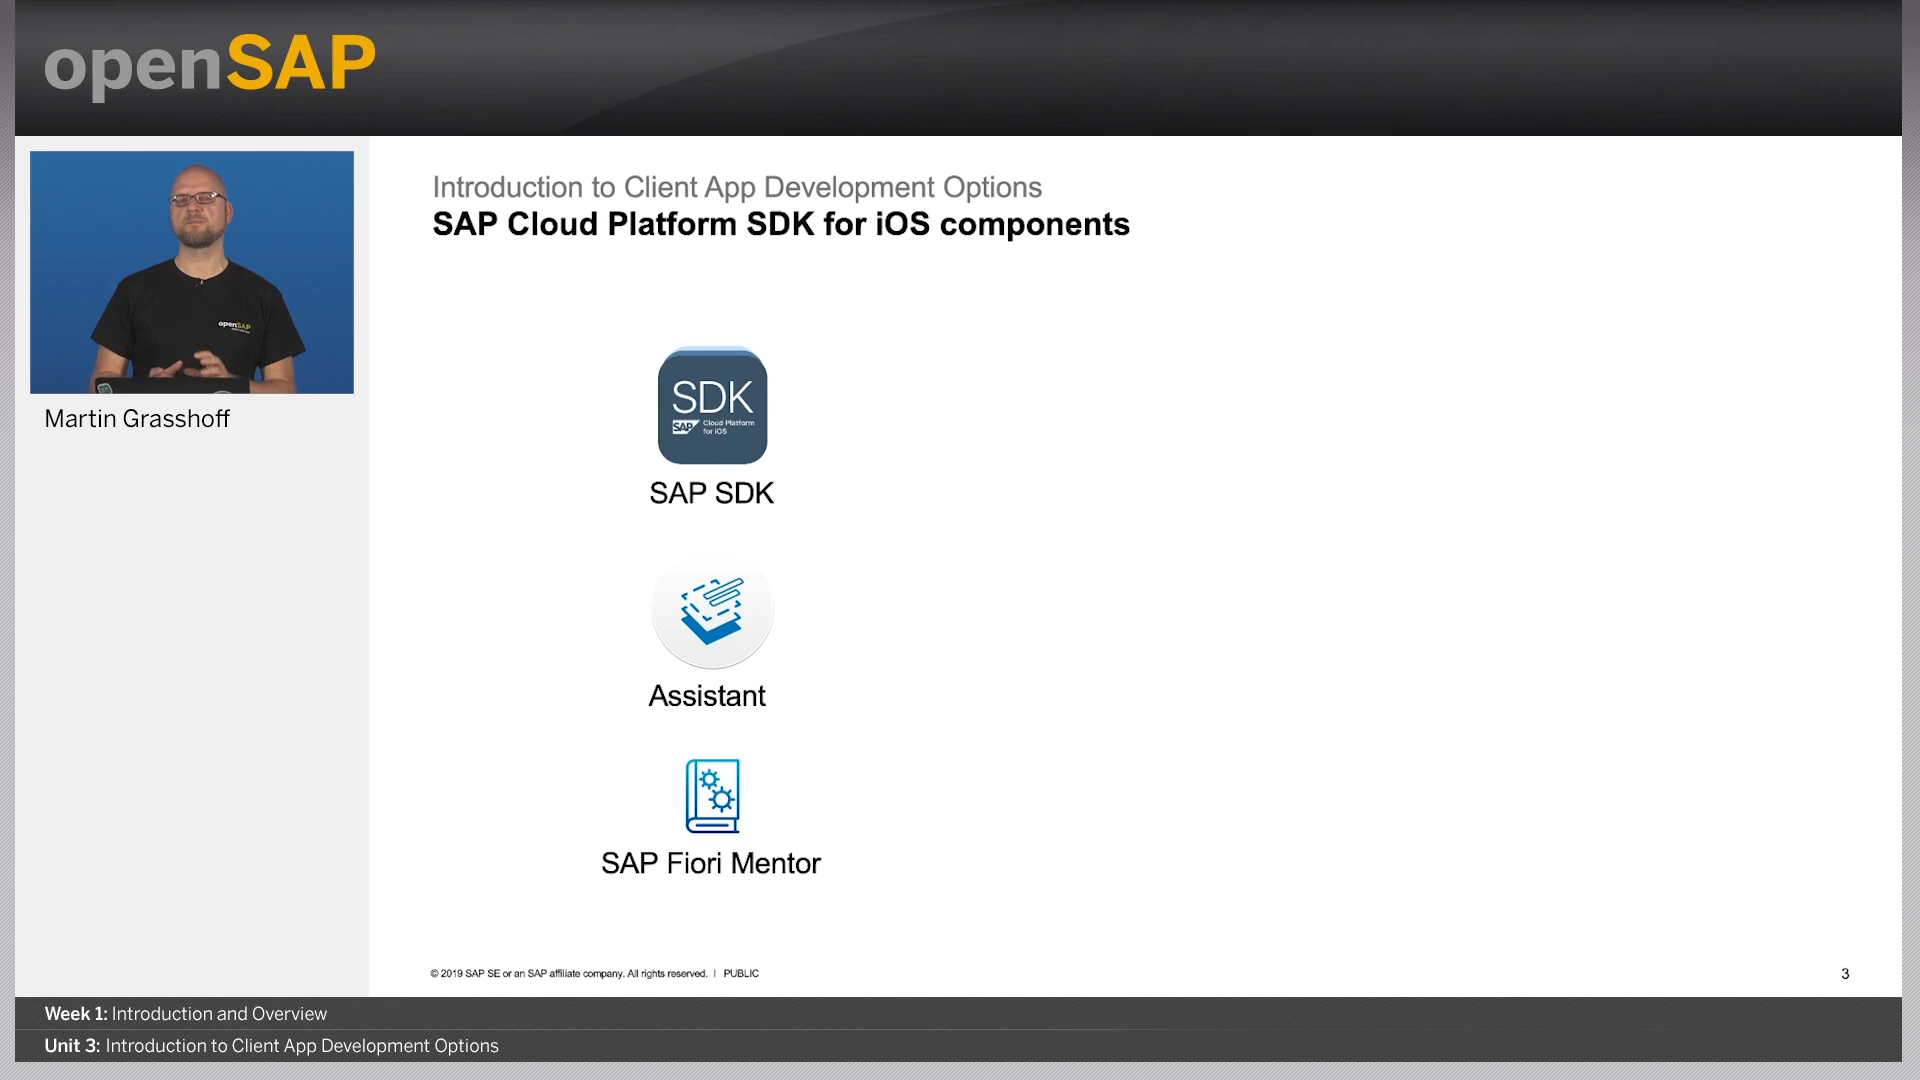 openSAP
Introduction to Client App Development Options
SAP Cloud Platform SDK for iOS components
openSAP
Martin Grasshoff
SDK
SAP Cloud Platform
for iOS
SAP SDK
Assistant
SAP Fiori Mentor
© 2019 SAP SE or an SAP affiliate company. All rights reserved. | PUBLIC
3
Week 1: Introduction and Overview
Unit 3: Introduction to Client App Development Options